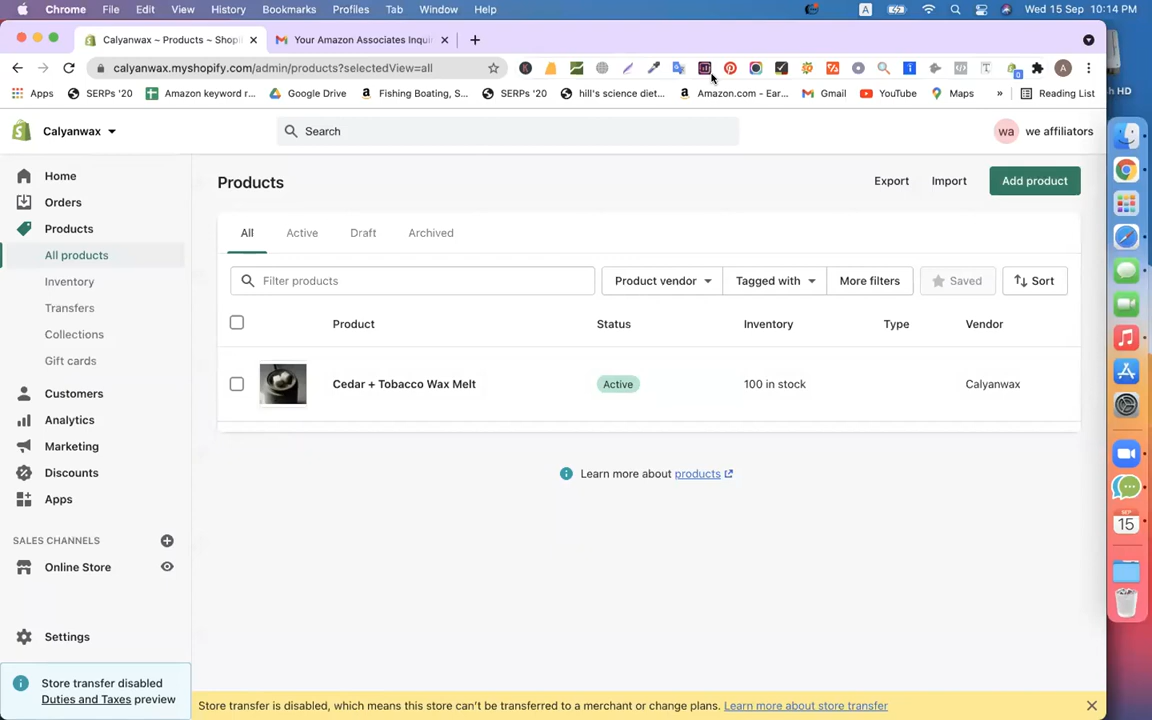 Chrome File Edit View History Bookmarks Profiles Tab Window Help A Wed 15 Sep 10:14 PM
Calyanwax ~ Products ~ Shopi Your Amazon Associates Inqui
calyanwax.myshopify.com/admin/products?selectedView=all
Apps SERPs '20 Amazon keyword r... Google Drive Fishing Boating, S... SERPs '20 hill's science diet... Amazon.com - Ear... Gmail YouTube Maps » Reading List
Calyanwax Search wa we affiliators
Home
Orders
Products
All products
Inventory
Transfers
Collections
Gift cards
Customers
Analytics
Marketing
Discounts
Apps
SALES CHANNELS
Online Store
Settings
Store transfer disabled
Duties and Taxes preview
Products Export Import Add product
All Active Draft Archived
Filter products Product vendor Tagged with More filters Saved Sort
Product Status Inventory Type Vendor
Cedar + Tobacco Wax Melt Active 100 in stock Calyanwax
Learn more about products
Store transfer is disabled, which means this store can't be transferred to a merchant or change plans. Learn more about store transfer
SEP
15